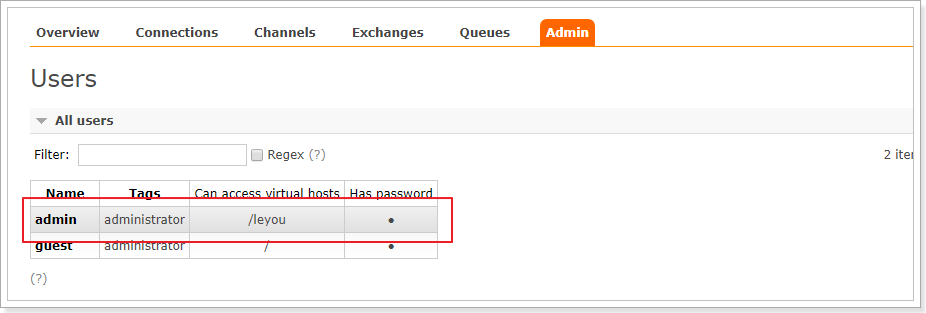 Overview Connections Channels Exchanges Queues Admin
Users
All users
Filter: Regex (?) 2 iter
Name Tags Can access virtual hosts Has password
admin administrator /leyou ●
guest administrator / ●
(?)